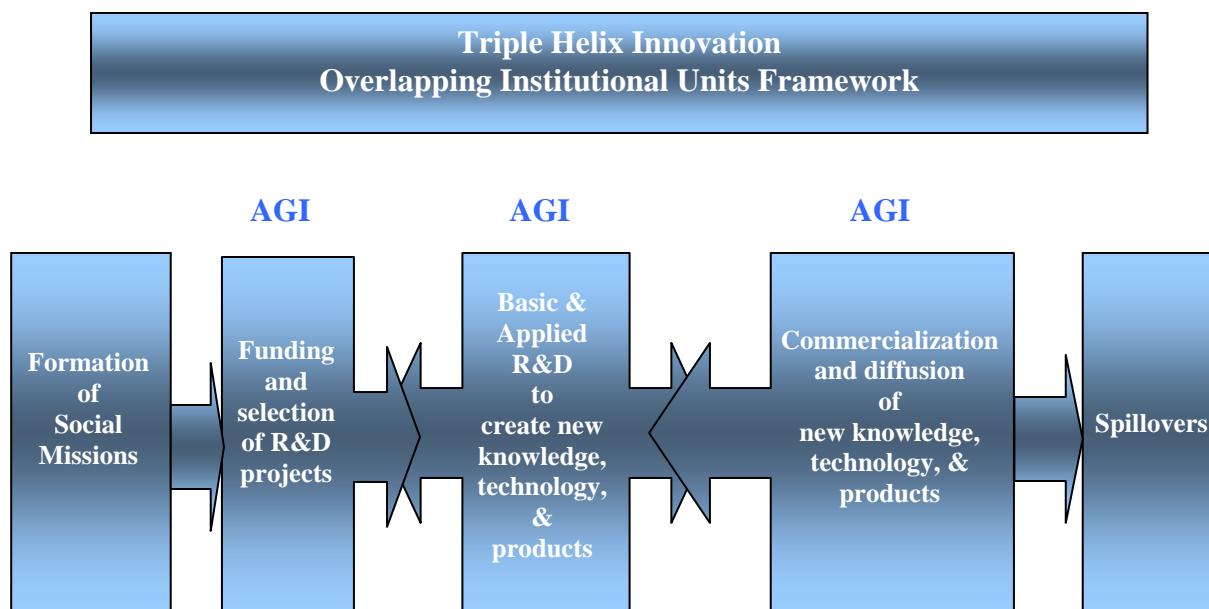 Triple Helix Innovation
Overlapping Institutional Units Framework
AGI
AGI
AGI
Formation
of
Social
Missions
Funding
and
selection
of R&D
projects
Basic &
Applied
R&D
to
create new
knowledge,
technology,
&
products
Commercialization
and diffusion
of
new knowledge,
technology, &
products
Spillovers